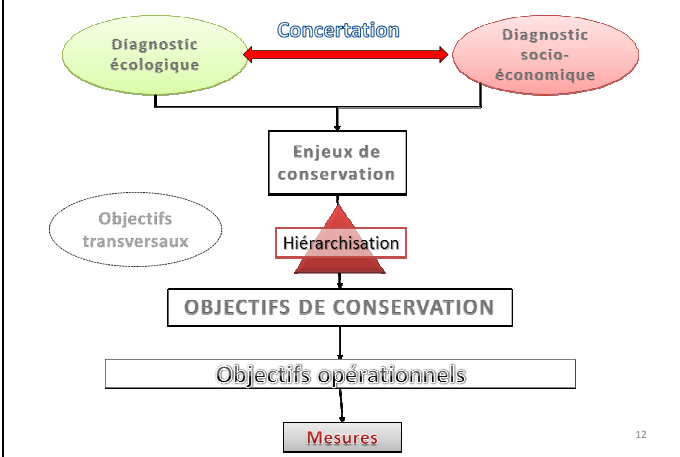 Concertation
Diagnostic
écologique
Diagnostic
socio-
économique
Enjeux de
conservation
Objectifs
transversaux
Hiérarchisation
OBJECTIFS DE CONSERVATION
Objectifs opérationnels
Mesures
12